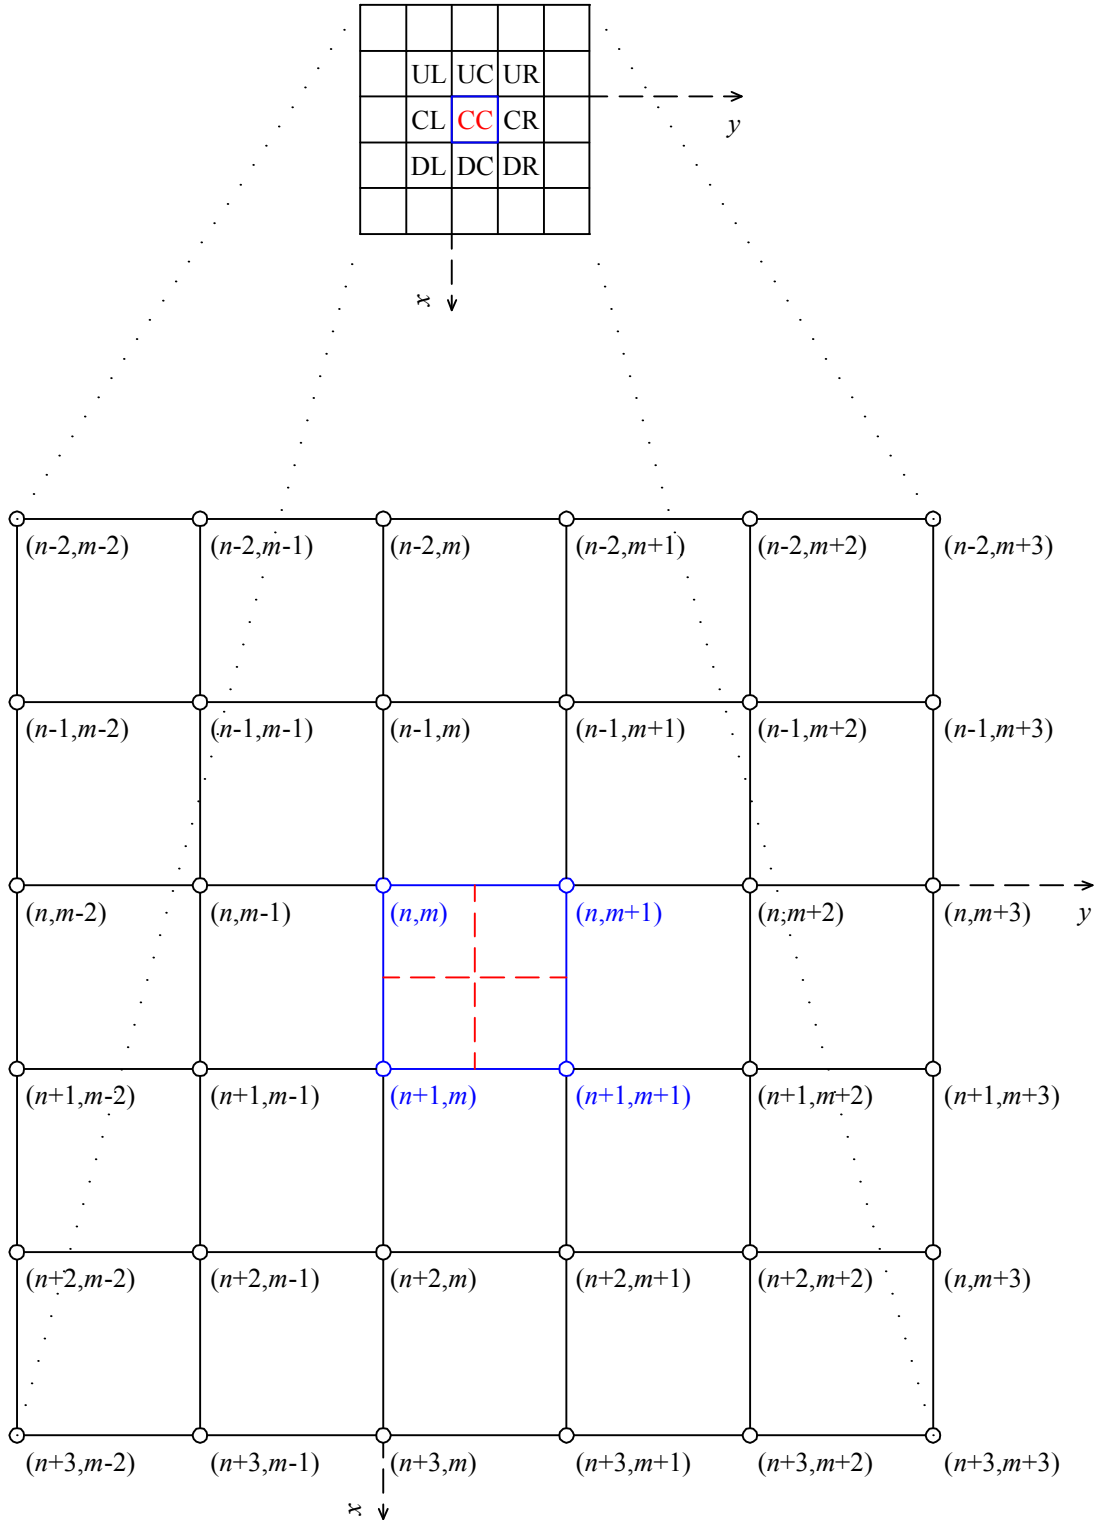 UL UC UR
CL CC CR
y
DL DC DR
x
(n-2,m-2) (n-2,m-1) (n-2,m) (n-2,m+1) (n-2,m+2) (n-2,m+3)
(n-1,m-2) (n-1,m-1) (n-1,m) (n-1,m+1) (n-1,m+2) (n-1,m+3)
(n,m-2) (n,m-1) (n,m) (n,m+1) (n,m+2) (n,m+3) y
(n+1,m-2) (n+1,m-1) (n+1,m) (n+1,m+1) (n+1,m+2) (n+1,m+3)
(n+2,m-2) (n+2,m-1) (n+2,m) (n+2,m+1) (n+2,m+2) (n,m+3)
(n+3,m-2) (n+3,m-1) (n+3,m) (n+3,m+1) (n+3,m+2) (n+3,m+3)
x